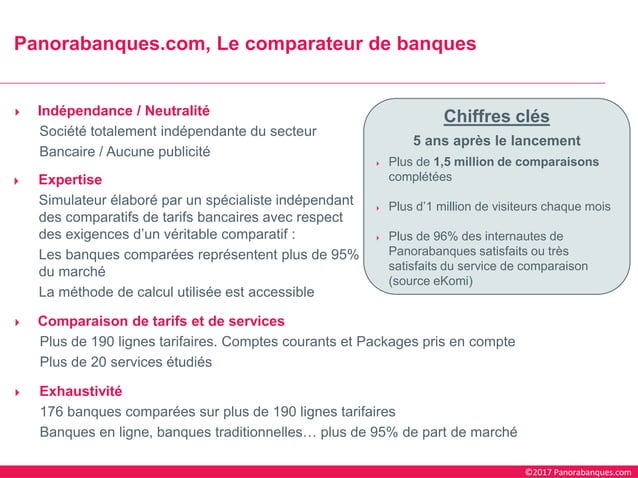 Panorabanques.com, Le comparateur de banques
Indépendance / Neutralité
Société totalement indépendante du secteur
Bancaire / Aucune publicité
Expertise
Simulateur élaboré par un spécialiste indépendant
des comparatifs de tarifs bancaires avec respect
des exigences d’un véritable comparatif :
Les banques comparées représentent plus de 95%
du marché
La méthode de calcul utilisée est accessible
Comparaison de tarifs et de services
Plus de 190 lignes tarifaires. Comptes courants et Packages pris en compte
Plus de 20 services étudiés
Exhaustivité
176 banques comparées sur plus de 190 lignes tarifaires
Banques en ligne, banques traditionnelles… plus de 95% de part de marché
Chiffres clés
5 ans après le lancement
Plus de 1,5 million de comparaisons
complétées
Plus d’1 million de visiteurs chaque mois
Plus de 96% des internautes de
Panorabanques satisfaits ou très
satisfaits du service de comparaison
(source eKomi)
©2017 Panorabanques.com